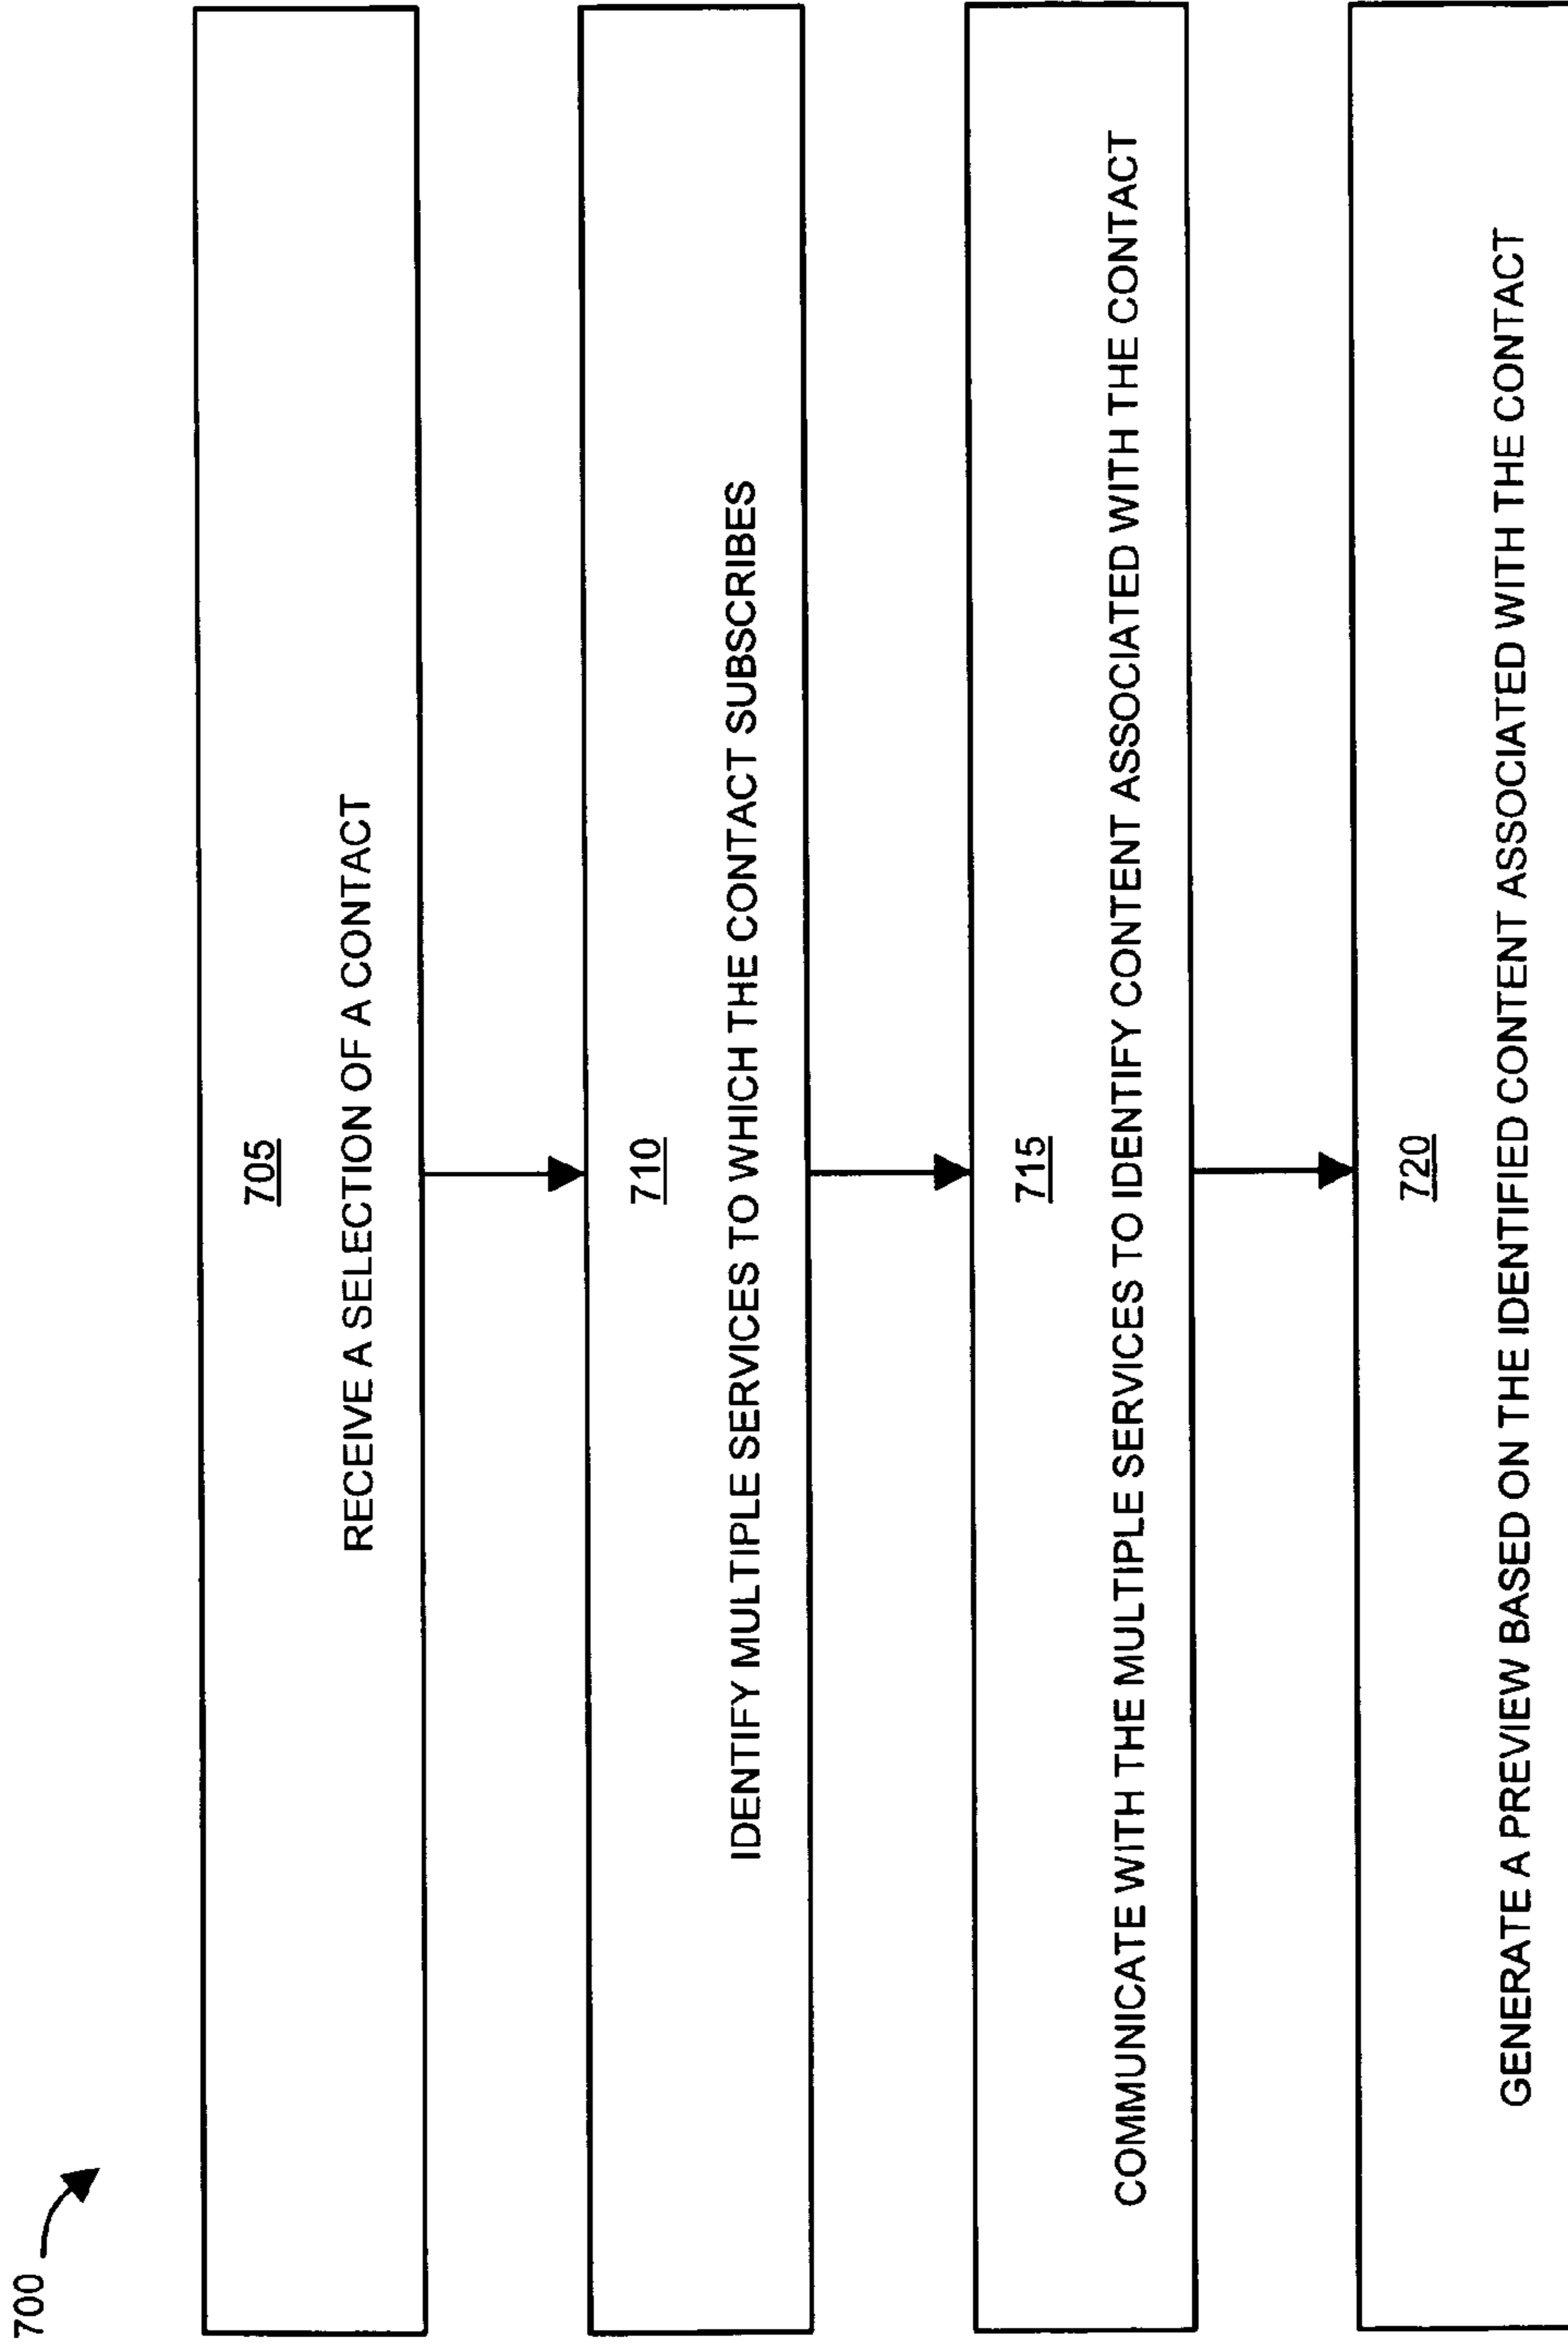 700
705
RECEIVE A SELECTION OF A CONTACT
710
IDENTIFY MULTIPLE SERVICES TO WHICH THE CONTACT SUBSCRIBES
715
COMMUNICATE WITH THE MULTIPLE SERVICES TO IDENTIFY CONTENT ASSOCIATED WITH THE CONTACT
720
GENERATE A PREVIEW BASED ON THE IDENTIFIED CONTENT ASSOCIATED WITH THE CONTACT